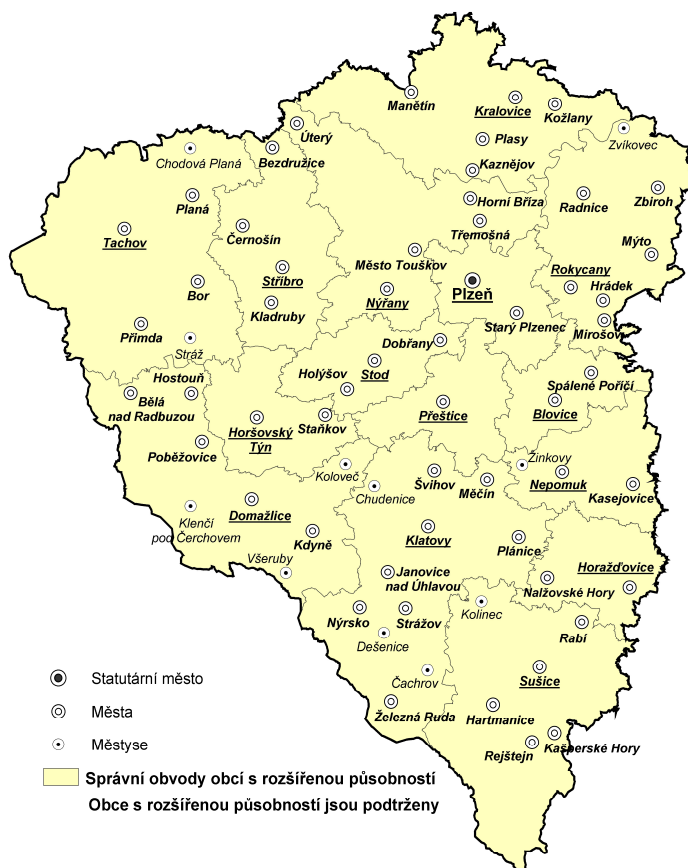 Manětín
Kralovice
Kožlany
Úterý
Plasy
Zvíkovec
Chodová Planá
Bezdružice
Kaznějov
Planá
Horní Bříza
Radnice
Zbiroh
Tachov
Černošín
Třemošná
Město Touškov
Mýto
Stříbro
Rokycany
Bor
Nýřany
Plzeň
Hrádek
Kladruby
Přimda
Starý Plzenec
Mirošov
Stráž
Dobřany
Hostouň
Holýšov
Stod
Spálené Poříčí
Bělá
nad Radbuzou
Přeštice
Blovice
Horšovský
Týn
Staňkov
Poběžovice
Koloveč
Žinkovy
Švihov
Měčín
Nepomuk
Chudenice
Kasejovice
Klenčí
pod Čerchovem
Domažlice
Kdyně
Klatovy
Plánice
Všeruby
Janovice
nad Úhlavou
Horažďovice
Nalžovské Hory
Nýrsko
Strážov
Kolinec
Rabí
Dešenice
Čachrov
Sušice
Železná Ruda
Hartmanice
Rejštejn
Kašperské Hory
Statutární město
Města
Městyse
Správní obvody obcí s rozšířenou působností
Obce s rozšířenou působností jsou podtrženy